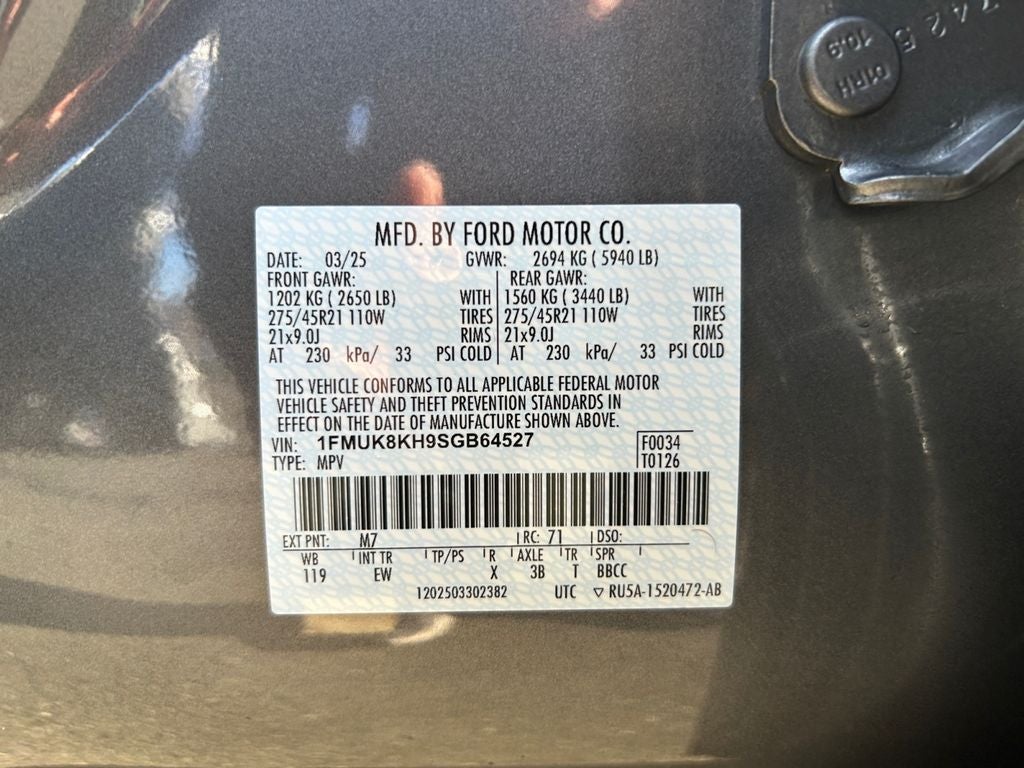 7425
10.9
01RH
MFD. BY FORD MOTOR CO.
DATE: 03/25 GVWR: 2694 KG ( 5940 LB)
FRONT GAWR: REAR GAWR:
1202 KG ( 2650 LB) WITH 1560 KG ( 3440 LB) WITH
275/45R21 110W TIRES 275/45R21 110W TIRES
21x9.0J RIMS 21x9.0J RIMS
AT 230 kPa/ 33 PSI COLD AT 230 kPa/ 33 PSI COLD
THIS VEHICLE CONFORMS TO ALL APPLICABLE FEDERAL MOTOR
VEHICLE SAFETY AND THEFT PREVENTION STANDARDS IN
EFFECT ON THE DATE OF MANUFACTURE SHOWN ABOVE.
VIN: 1FMUK8KH9SGB64527 F0034
TYPE: MPV T0126
EXT PNT: M7 RC: 71 DSO:
WB INT TR TP/PS R AXLE TR SPR
119 EW X 3B T BBCC
1202503302382 UTC ▽ RU5A-1520472-AB